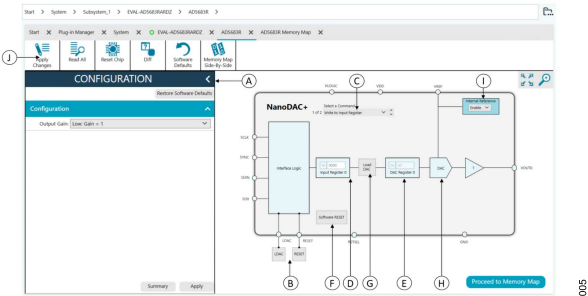 Start > System > Subsystem_1 > EVAL-AD5683RARDZ > AD5683R >
Start X Plug-in Manager X System X EVAL-AD5683RARDZ X AD5683R X AD5683R Memory Map X
J
Apply Changes
Read All
Reset Chip
Diff
Software Defaults
Memory Map Side-By-Side
CONFIGURATION <
Restore Software Defaults
Configuration
Output Gain Low: Gain = 1
Summary
Apply
A
C
I
VLOGIC
VDD
VREF
NanoDAC+
Select a Command
1 of 2 Write to Input Register
Internal Reference
Enable
SCLK
SYNC
SDIN
SDO
Interface Logic
Input Register 0
Load DAC
DAC Register 0
DAC
1
VOUT0
Software RESET
LDAC
RESET
GND
LDAC
RESET
B
F
D
G
E
H
Proceed to Memory Map
005